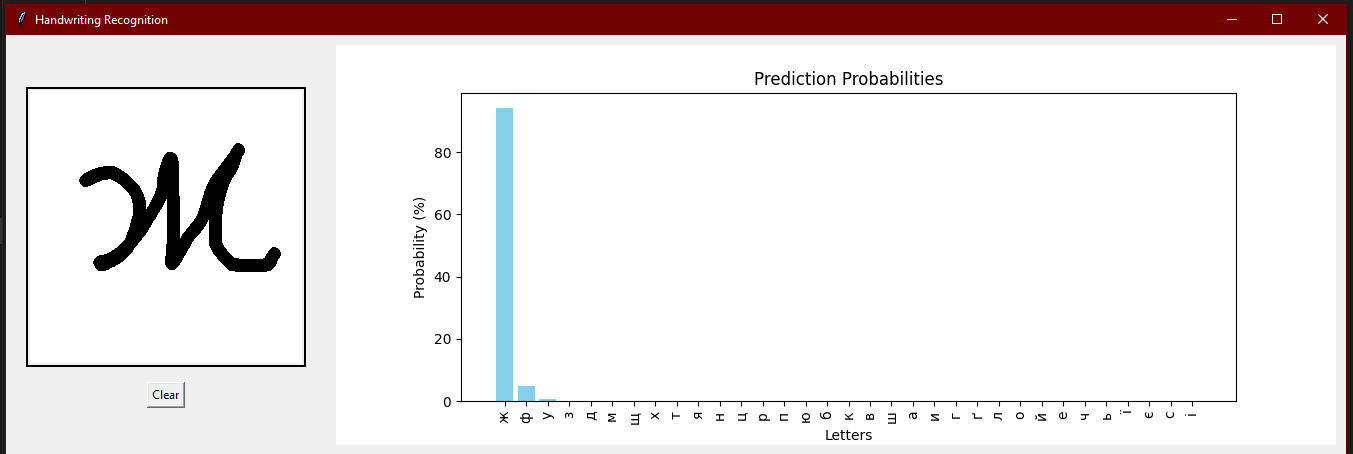 Handwriting Recognition
ж
Clear
Prediction Probabilities
Probability (%)
80
60
40
20
0
ж ф у з д м щ х т я н ц р п ю б к в ш а и г ґ л о й е ч ь ї є с і
Letters